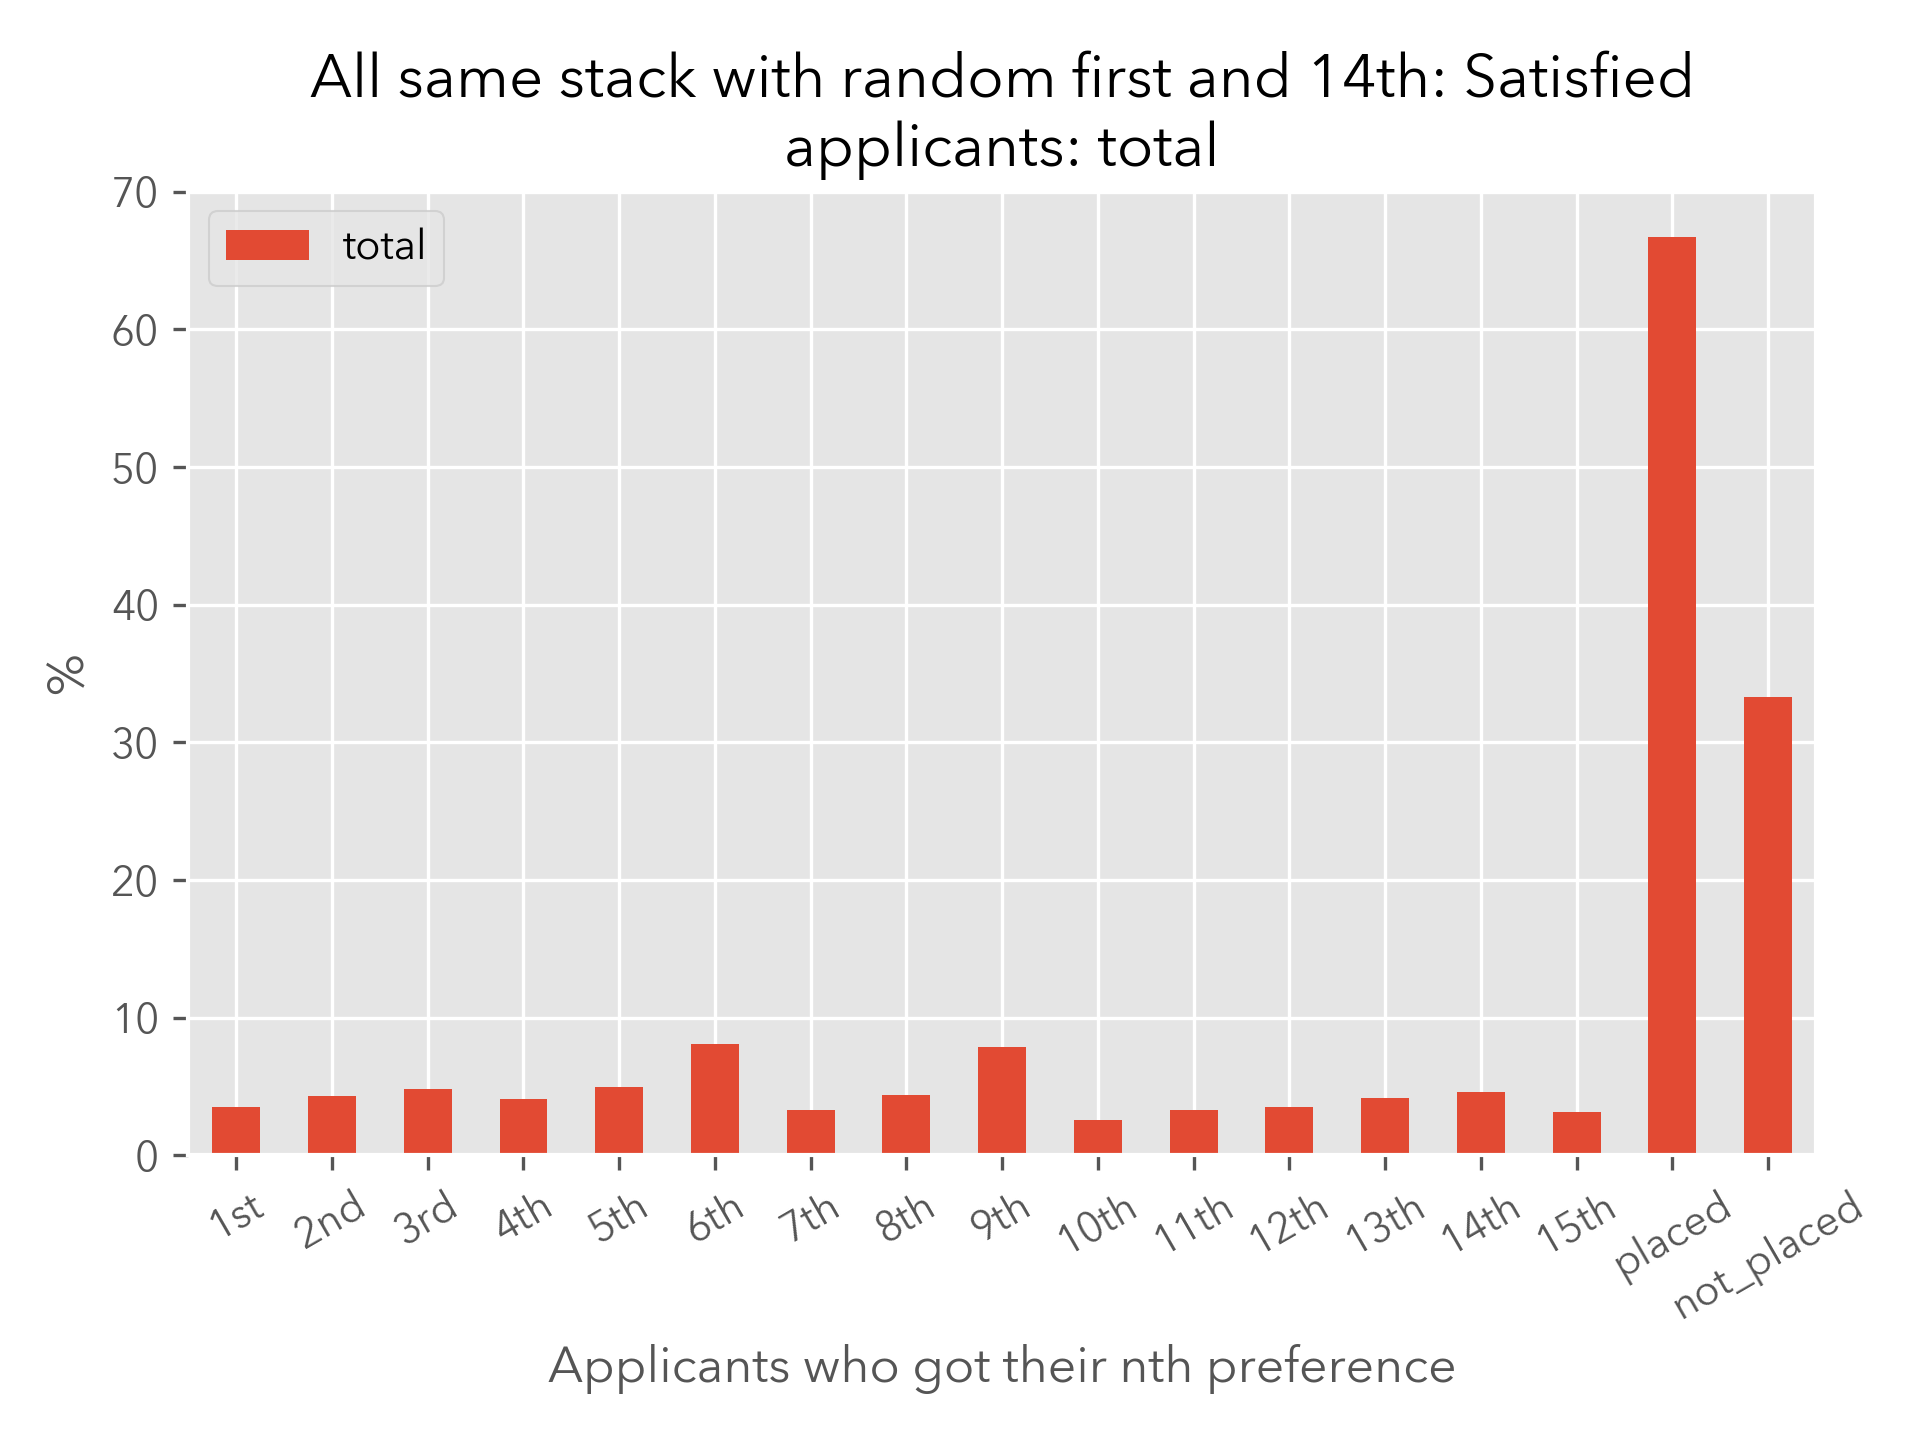 All same stack with random first and 14th: Satisfied
applicants: total
total
70
60
50
40
30
20
10
0
%
1st 2nd 3rd 4th 5th 6th 7th 8th 9th 10th 11th 12th 13th 14th 15th placed not_placed
Applicants who got their nth preference